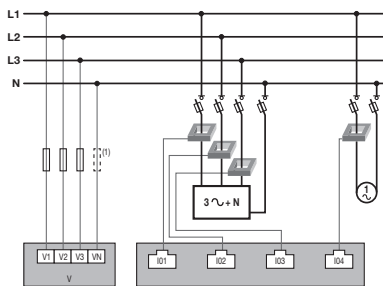 L1
L2
L3
N
(1)
3 ∿ + N
1
∿
V1 V2 V3 VN
V
I01 I02 I03 I04